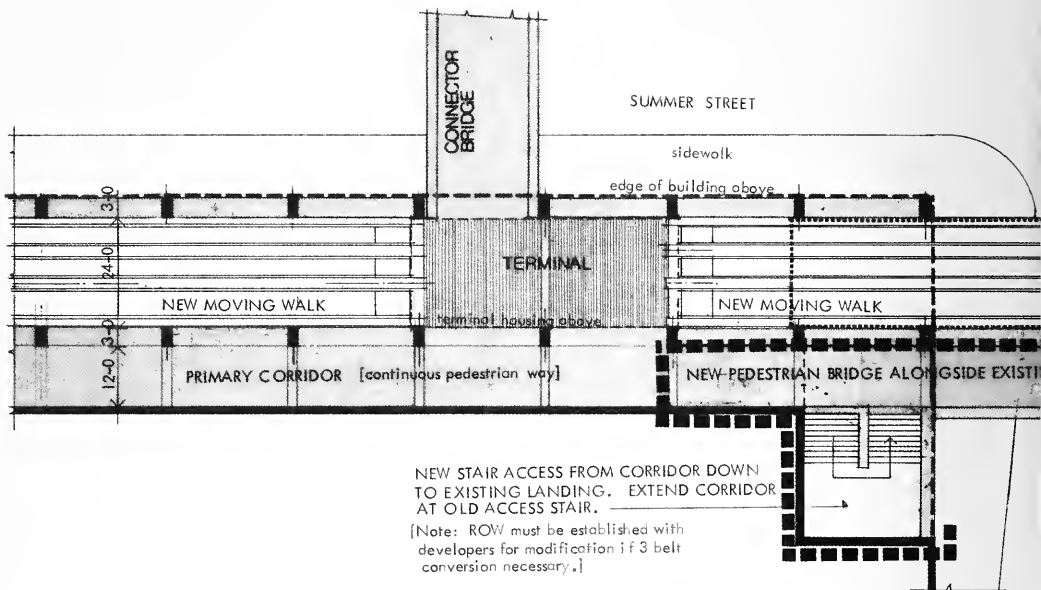 CONNECTOR
BRIDGE
SUMMER STREET
sidewolk
edge of building above
3-0
24-0
3-0
12-0
TERMINAL
NEW MOVING WALK
NEW MOVING WALK
terminal housing above
PRIMARY CORRIDOR [continuous pedestrian way]
NEW PEDESTRIAN BRIDGE ALONGSIDE EXISTI
NEW STAIR ACCESS FROM CORRIDOR DOWN
TO EXISTING LANDING. EXTEND CORRIDOR
AT OLD ACCESS STAIR.
[Note: ROW must be established with
developers for modification if 3 belt
conversion necessary.]